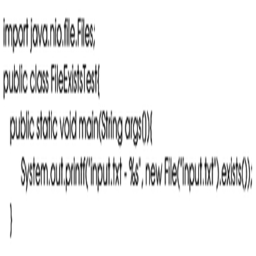 import java.nio.file.Files;
public class FileExistsTest{
public static void main(String args[]){
System.out.printf("input.txt - %s", new File("input.txt").exists());
}